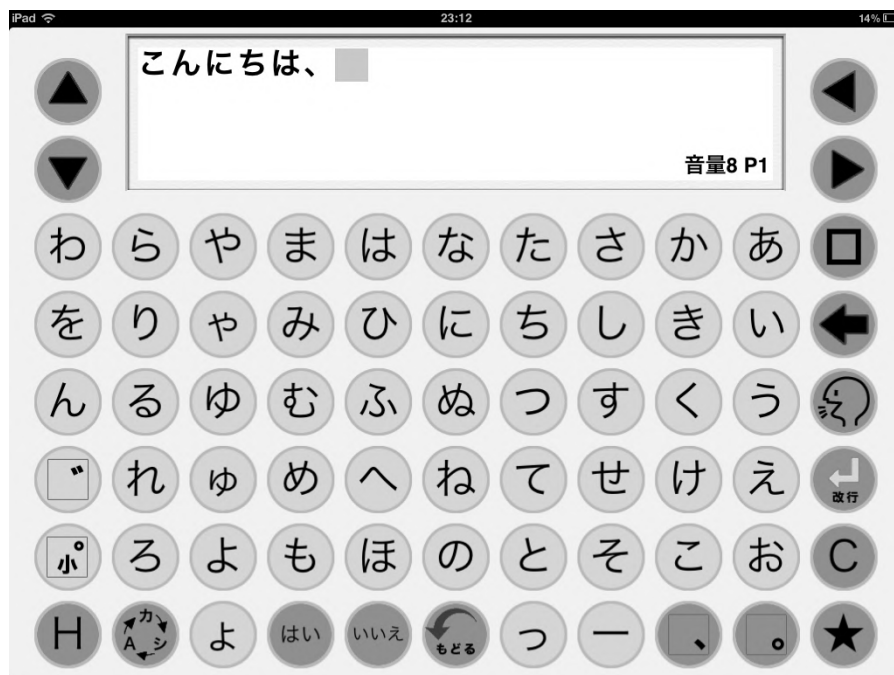 iPad 23:12 14%
こんにちは、
音量8 P1
わ ら や ま は な た さ か あ
を り ゃ み ひ に ち し き い
ん る ゆ む ふ ぬ つ す く う
゛ れ ゅ め へ ね て せ け え 改行
゜小 ろ よ も ほ の と そ こ お C
H カ A シ ょ はい いいえ もどる っ ー 、 。